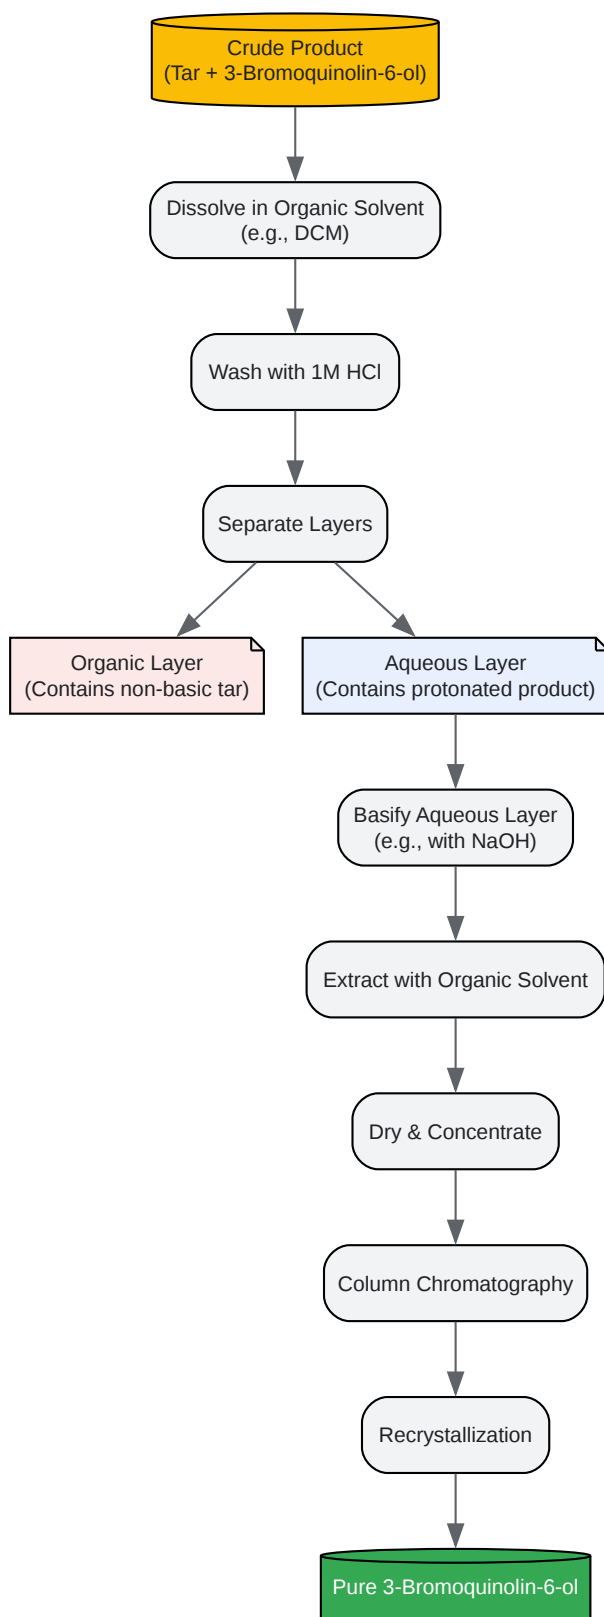 Crude Product
(Tar + 3-Bromoquinolin-6-ol)
Dissolve in Organic Solvent
(e.g., DCM)
Wash with 1M HCl
Separate Layers
Organic Layer
(Contains non-basic tar)
Aqueous Layer
(Contains protonated product)
Basify Aqueous Layer
(e.g., with NaOH)
Extract with Organic Solvent
Dry & Concentrate
Column Chromatography
Recrystallization
Pure 3-Bromoquinolin-6-ol